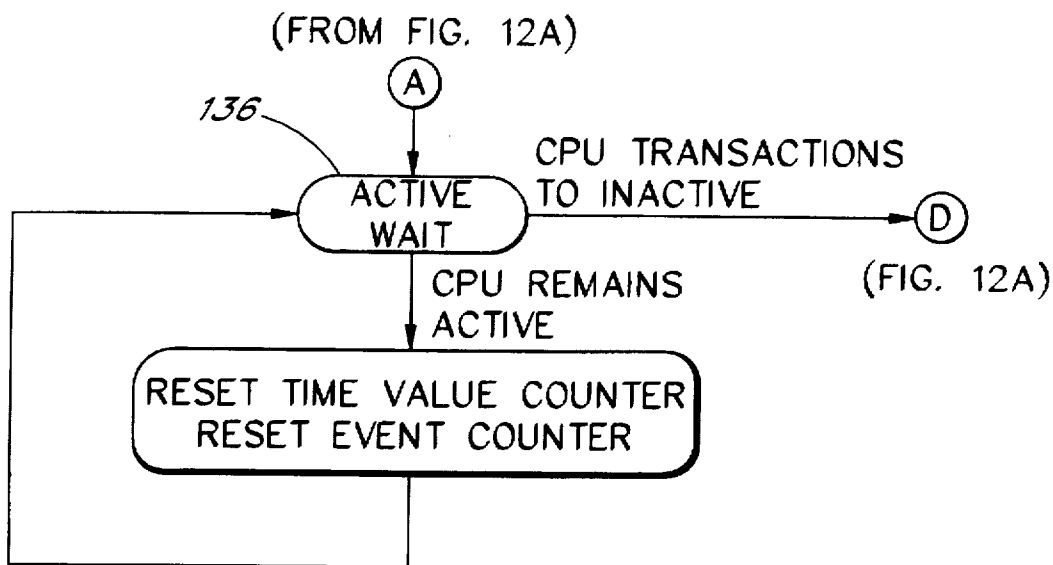 (FROM FIG. 12A)
A
136
ACTIVE
WAIT
CPU TRANSACTIONS
TO INACTIVE
D
(FIG. 12A)
CPU REMAINS
ACTIVE
RESET TIME VALUE COUNTER
RESET EVENT COUNTER